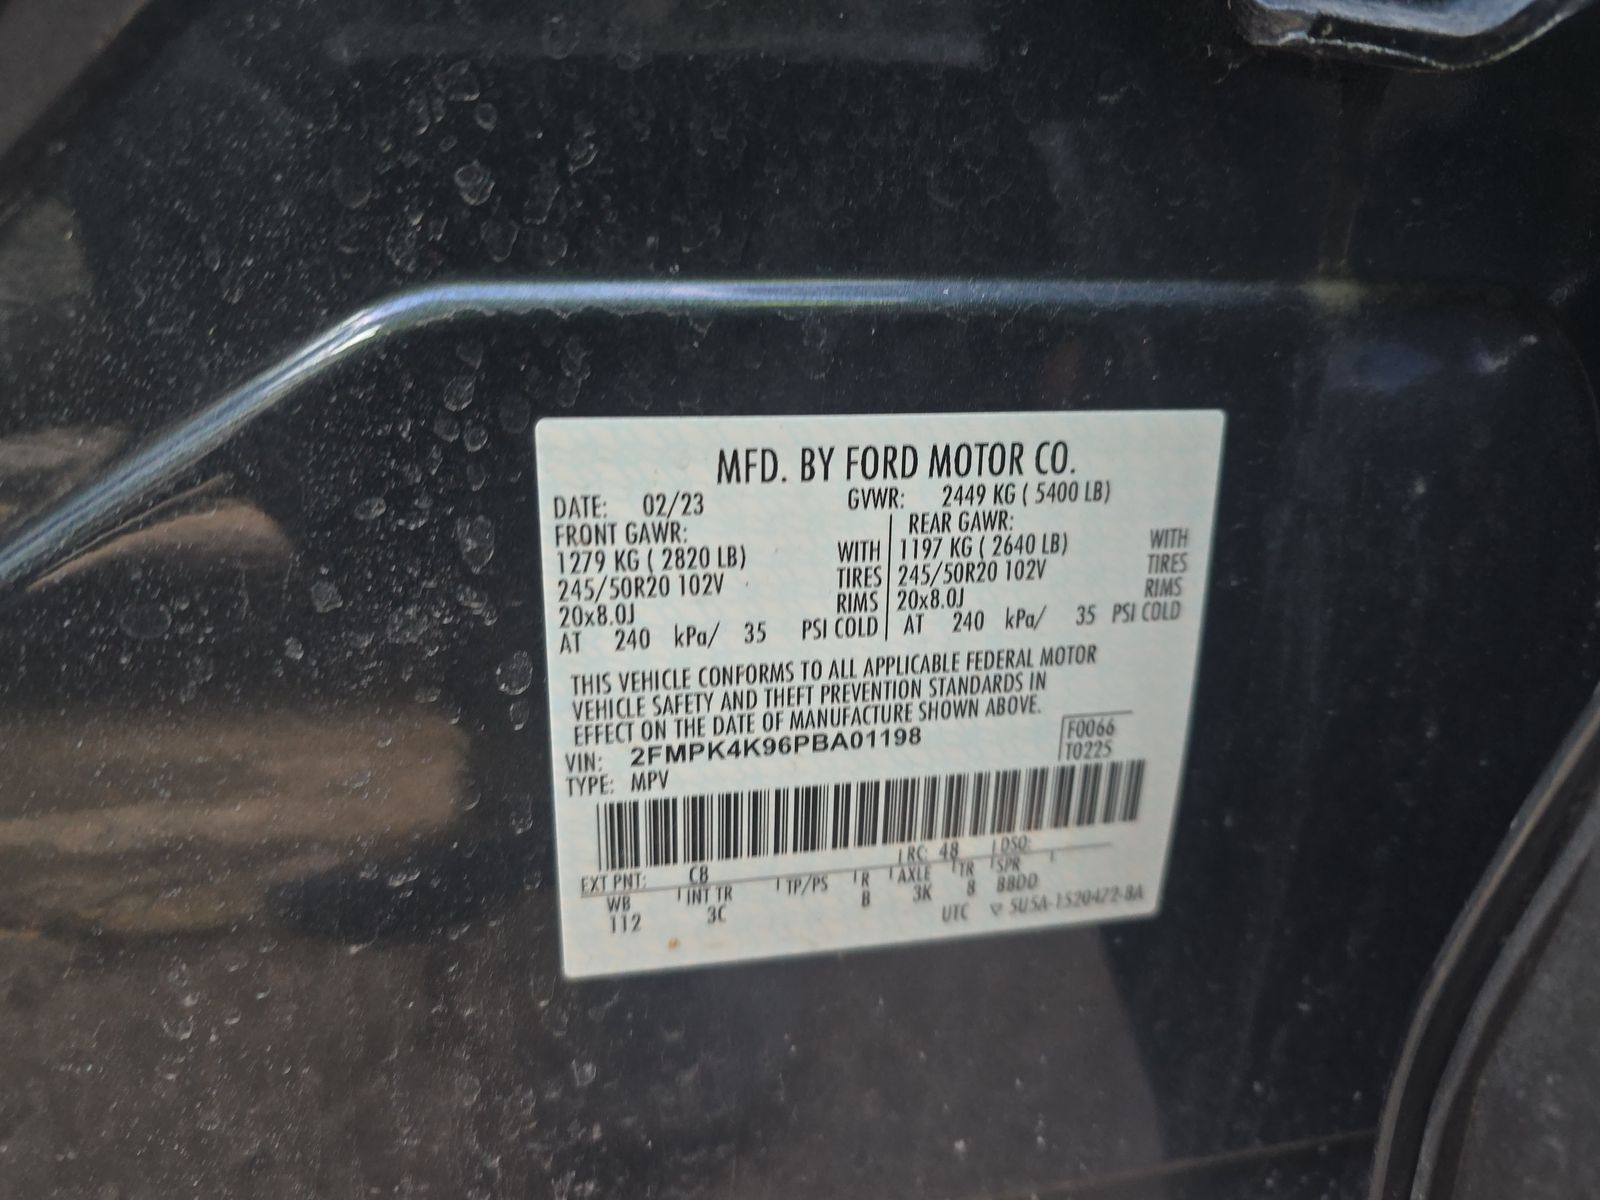 MFD. BY FORD MOTOR CO.
DATE: 02/23 GVWR: 2449 KG ( 5400 LB)
FRONT GAWR: REAR GAWR:
1279 KG ( 2820 LB) WITH 1197 KG ( 2640 LB) WITH
245/50R20 102V TIRES 245/50R20 102V TIRES
20x8.0J RIMS 20x8.0J RIMS
AT 240 kPa/ 35 PSI COLD AT 240 kPa/ 35 PSI COLD
THIS VEHICLE CONFORMS TO ALL APPLICABLE FEDERAL MOTOR
VEHICLE SAFETY AND THEFT PREVENTION STANDARDS IN
EFFECT ON THE DATE OF MANUFACTURE SHOWN ABOVE.
VIN: 2FMPK4K96PBA01198 F0066
TYPE: MPV T0225
EXT PNT: C8 RC: 48 DSO:
WB INT TR TP/PS R AXLE TR SPR
112 3C B 3K 8 BBDD
UTC 5U5A-1520472-BA